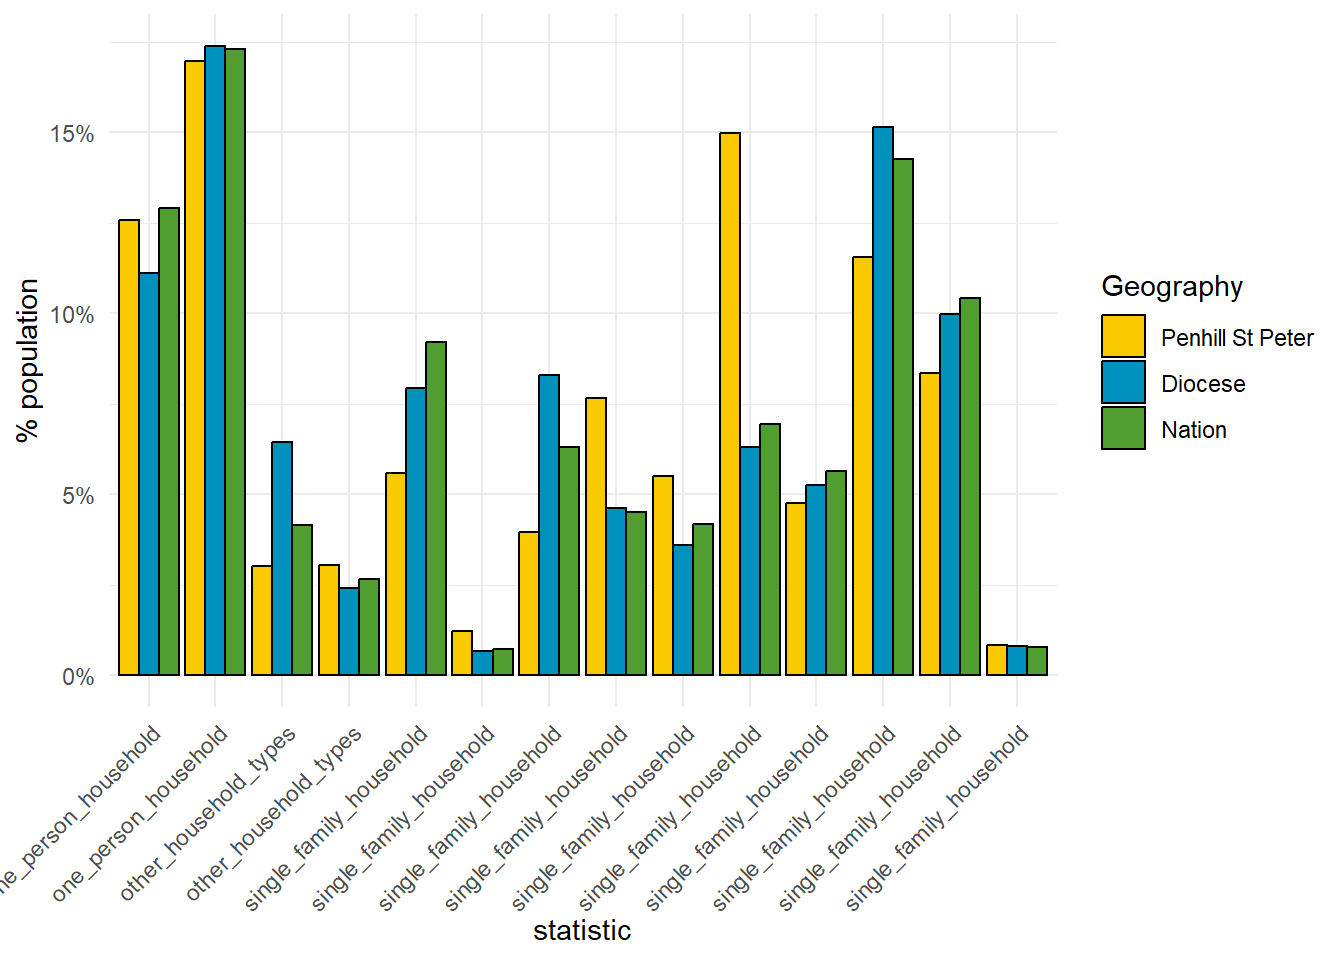 % population
15%
10%
5%
0%
ne_person_household
one_person_household
other_household_types
other_household_types
single_family_household
single_family_household
single_family_household
single_family_household
single_family_household
single_family_household
single_family_household
single_family_household
single_family_household
single_family_household
statistic
Geography
Penhill St Peter
Diocese
Nation